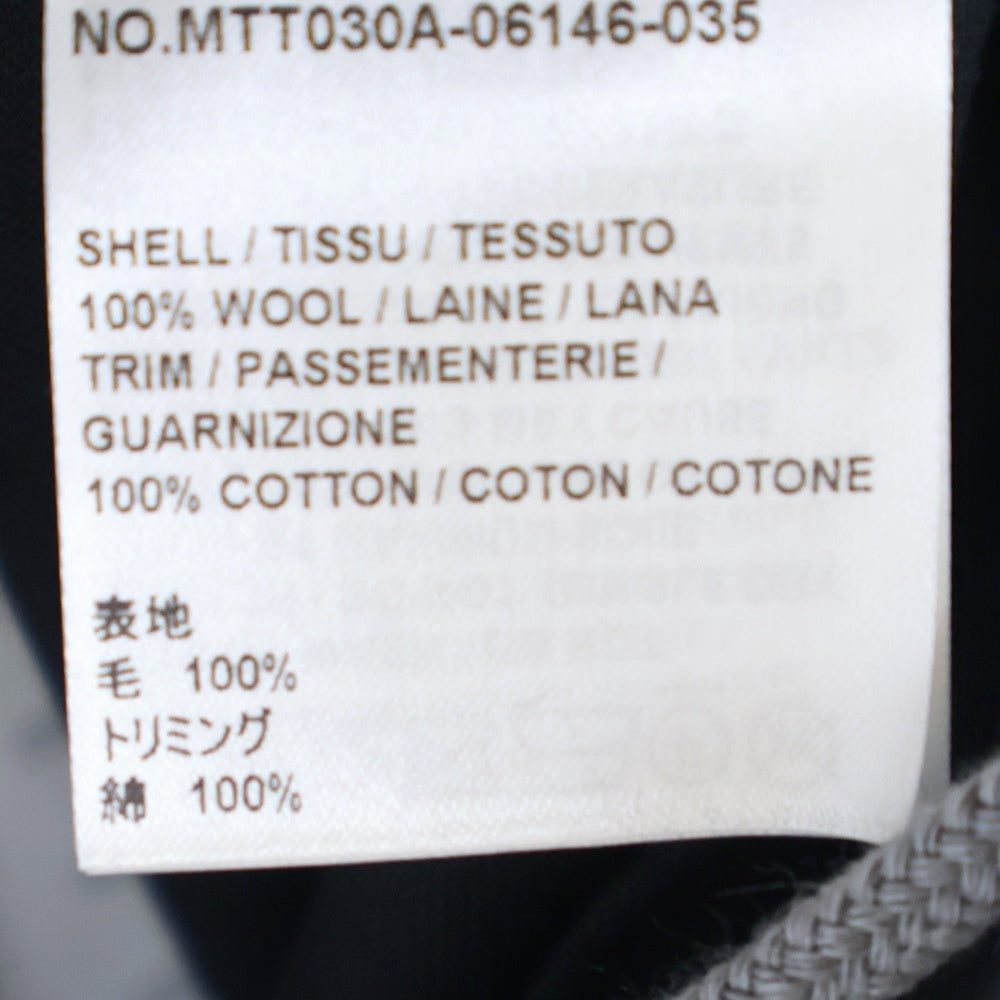 NO.MTT030A-06146-035
SHELL / TISSU / TESSUTO
100% WOOL / LAINE / LANA
TRIM / PASSEMENTERIE /
GUARNIZIONE
100% COTTON / COTON / COTONE
表地
毛 100%
トリミング
綿 100%